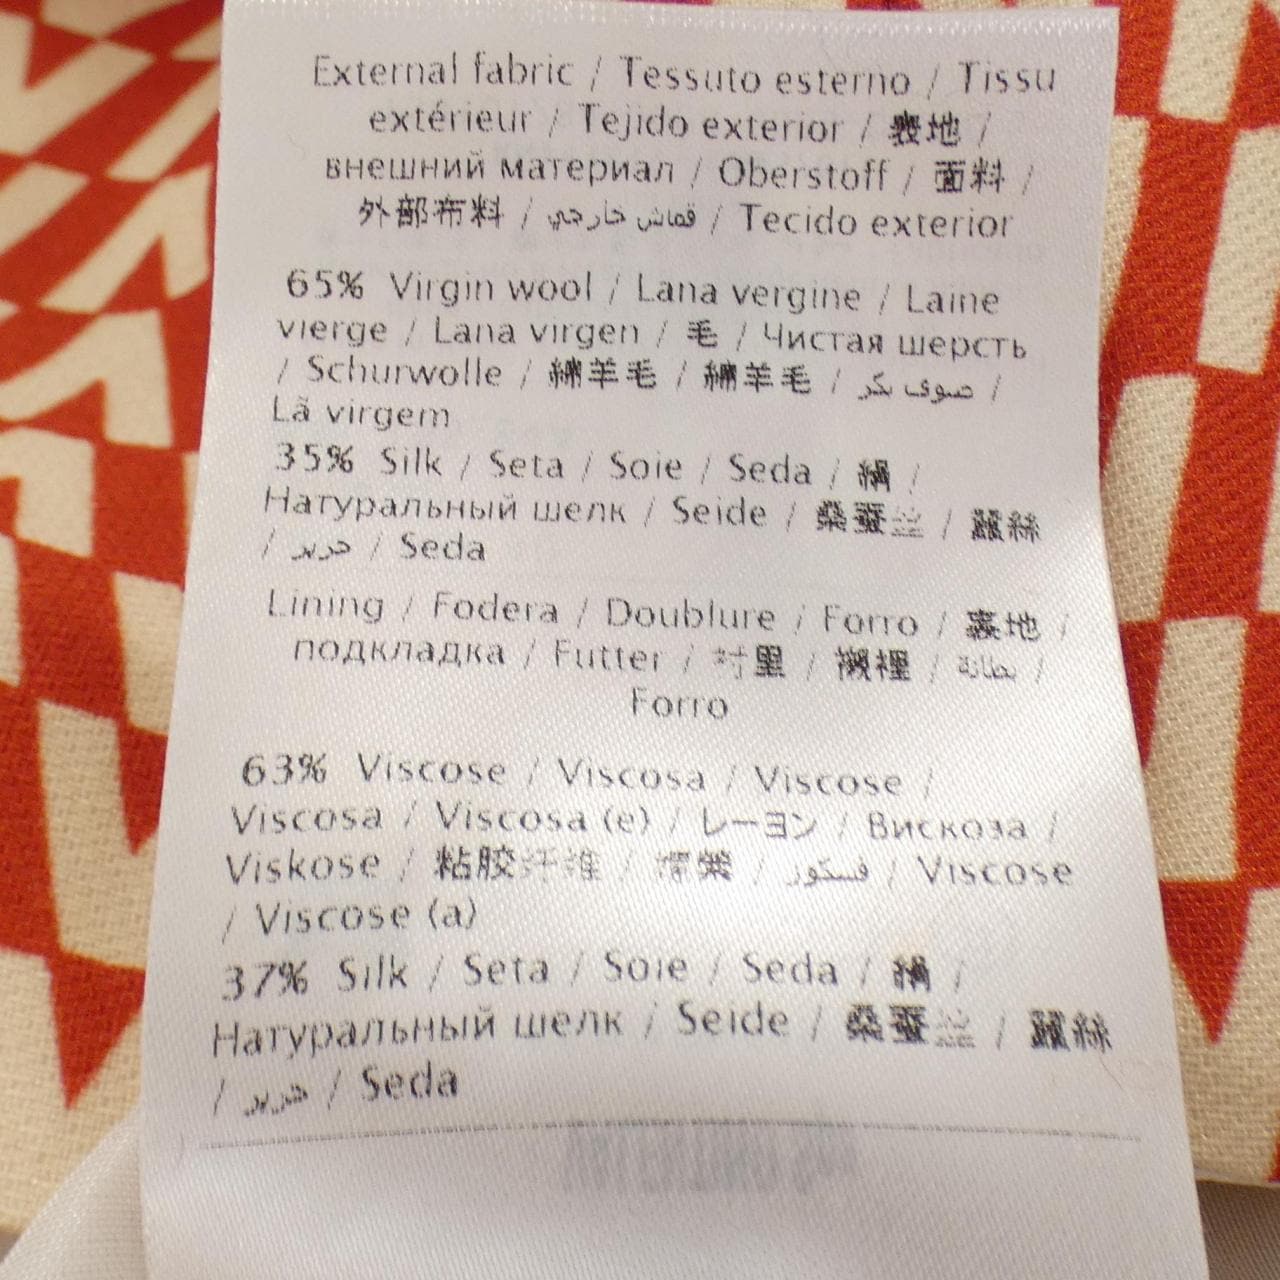 External fabric / Tessuto esterno / Tissu
extérieur / Tejido exterior / 表地 /
внешний материал / Oberstoff / 面料 /
外部布料 / قماش خارجي / Tecido exterior
65% Virgin wool / Lana vergine / Laine
vierge / Lana virgen / 毛 / Чистая шерсть
/ Schurwolle / 綿羊毛 / 綿羊毛 / صوف بكر /
Lã virgem
35% Silk / Seta / Soie / Seda / 絹 /
Натуральный шелк / Seide / 桑蚕丝 / 蠶絲
/ حرير / Seda
Lining / Fodera / Doublure / Forro / 裏地 /
подкладка / Futter / 衬里 / 襯裡 / بطانة /
Forro
63% Viscose / Viscosa / Viscose /
Viscosa / Viscosa (e) / レーヨン / Вискоза /
Viskose / 粘胶纤维 / 嫘縈 / فسكوز / Viscose
/ Viscose (a)
37% Silk / Seta / Soie / Seda / 絹 /
Натуральный шелк / Seide / 桑蚕丝 / 蠶絲
/ حرير / Seda